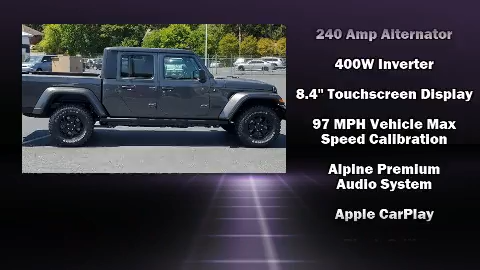 240 Amp Alternator
400W Inverter
8.4" Touchscreen Display
97 MPH Vehicle Max
Speed Calibration
Alpine Premium
Audio System
Apple CarPlay